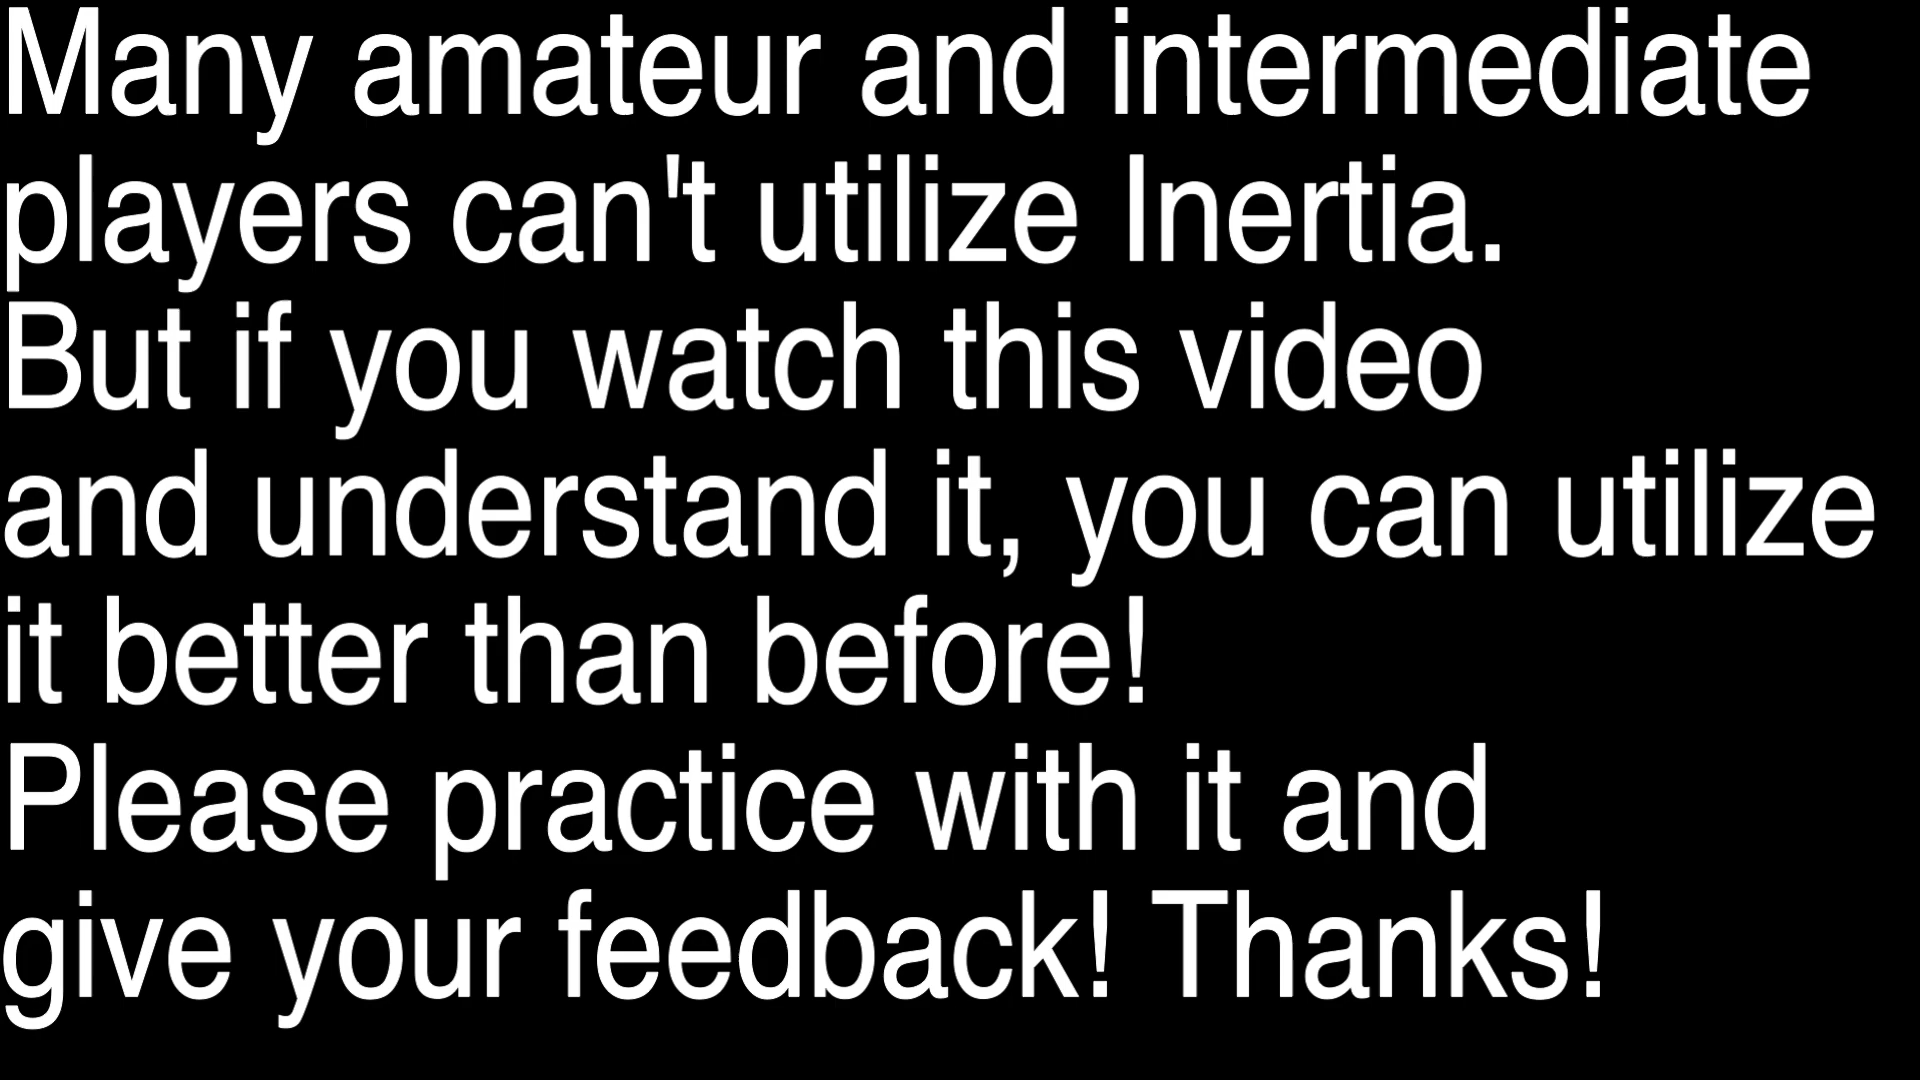 Many amateur and intermediate
players can't utilize Inertia.
But if you watch this video
and understand it, you can utilize
it better than before!
Please practice with it and
give your feedback! Thanks!